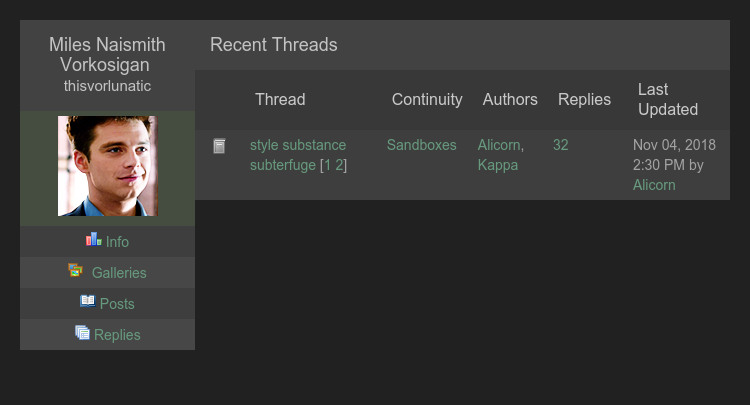 Miles Naismith
Vorkosigan
thisvorlunatic
Info
Galleries
Posts
Replies
Recent Threads
Thread Continuity Authors Replies Last Updated
style substance
subterfuge [1 2]
Sandboxes
Alicorn,
Kappa
32
Nov 04, 2018
2:30 PM by
Alicorn